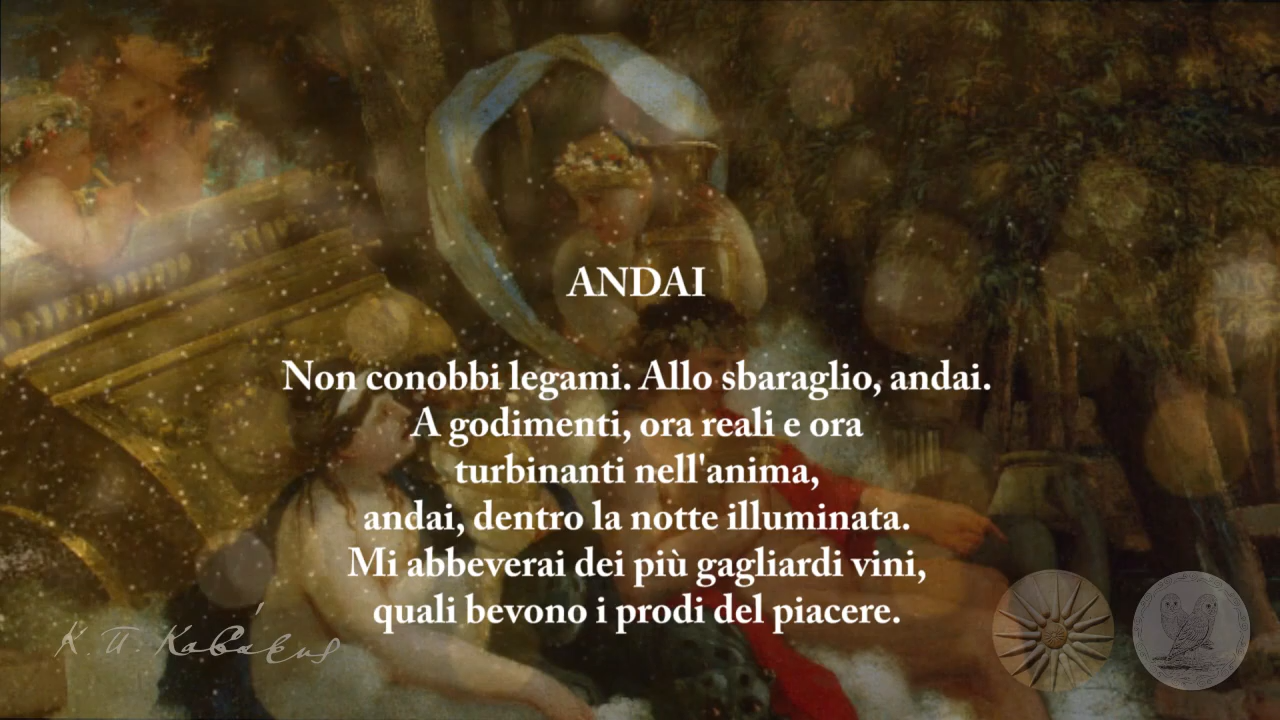 ANDAI
Non conobbi legami. Allo sbaraglio, andai.
A godimenti, ora reali e ora
turbinanti nell'anima,
andai, dentro la notte illuminata.
Mi abbeverai dei più gagliardi vini,
quali bevono i prodi del piacere.
Κ. Π. Καβάφης